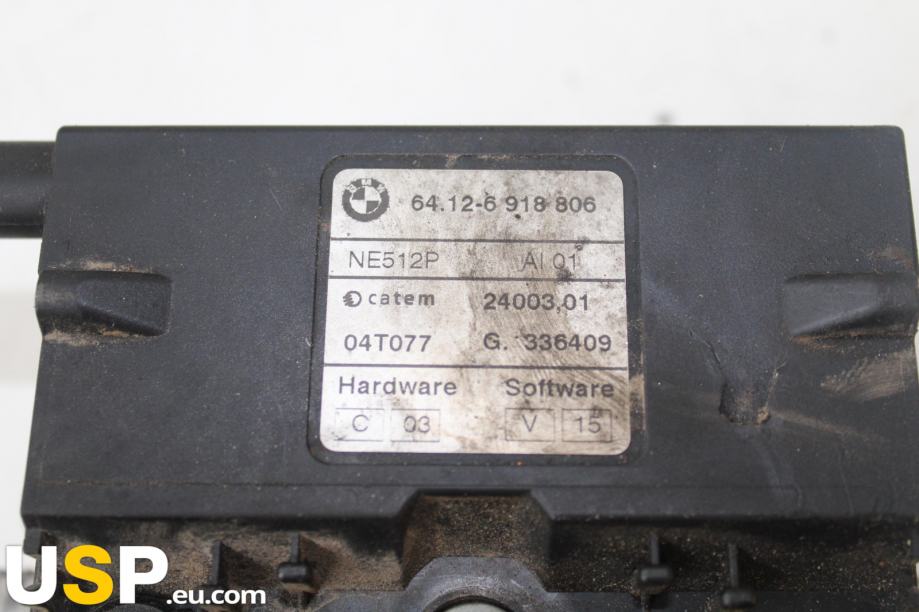 BMW 64.12-6 918 806
NE512P AI 01
catem 24003,01
04T077 G. 336409
Hardware Software
C 03 V 15
USP.eu.com